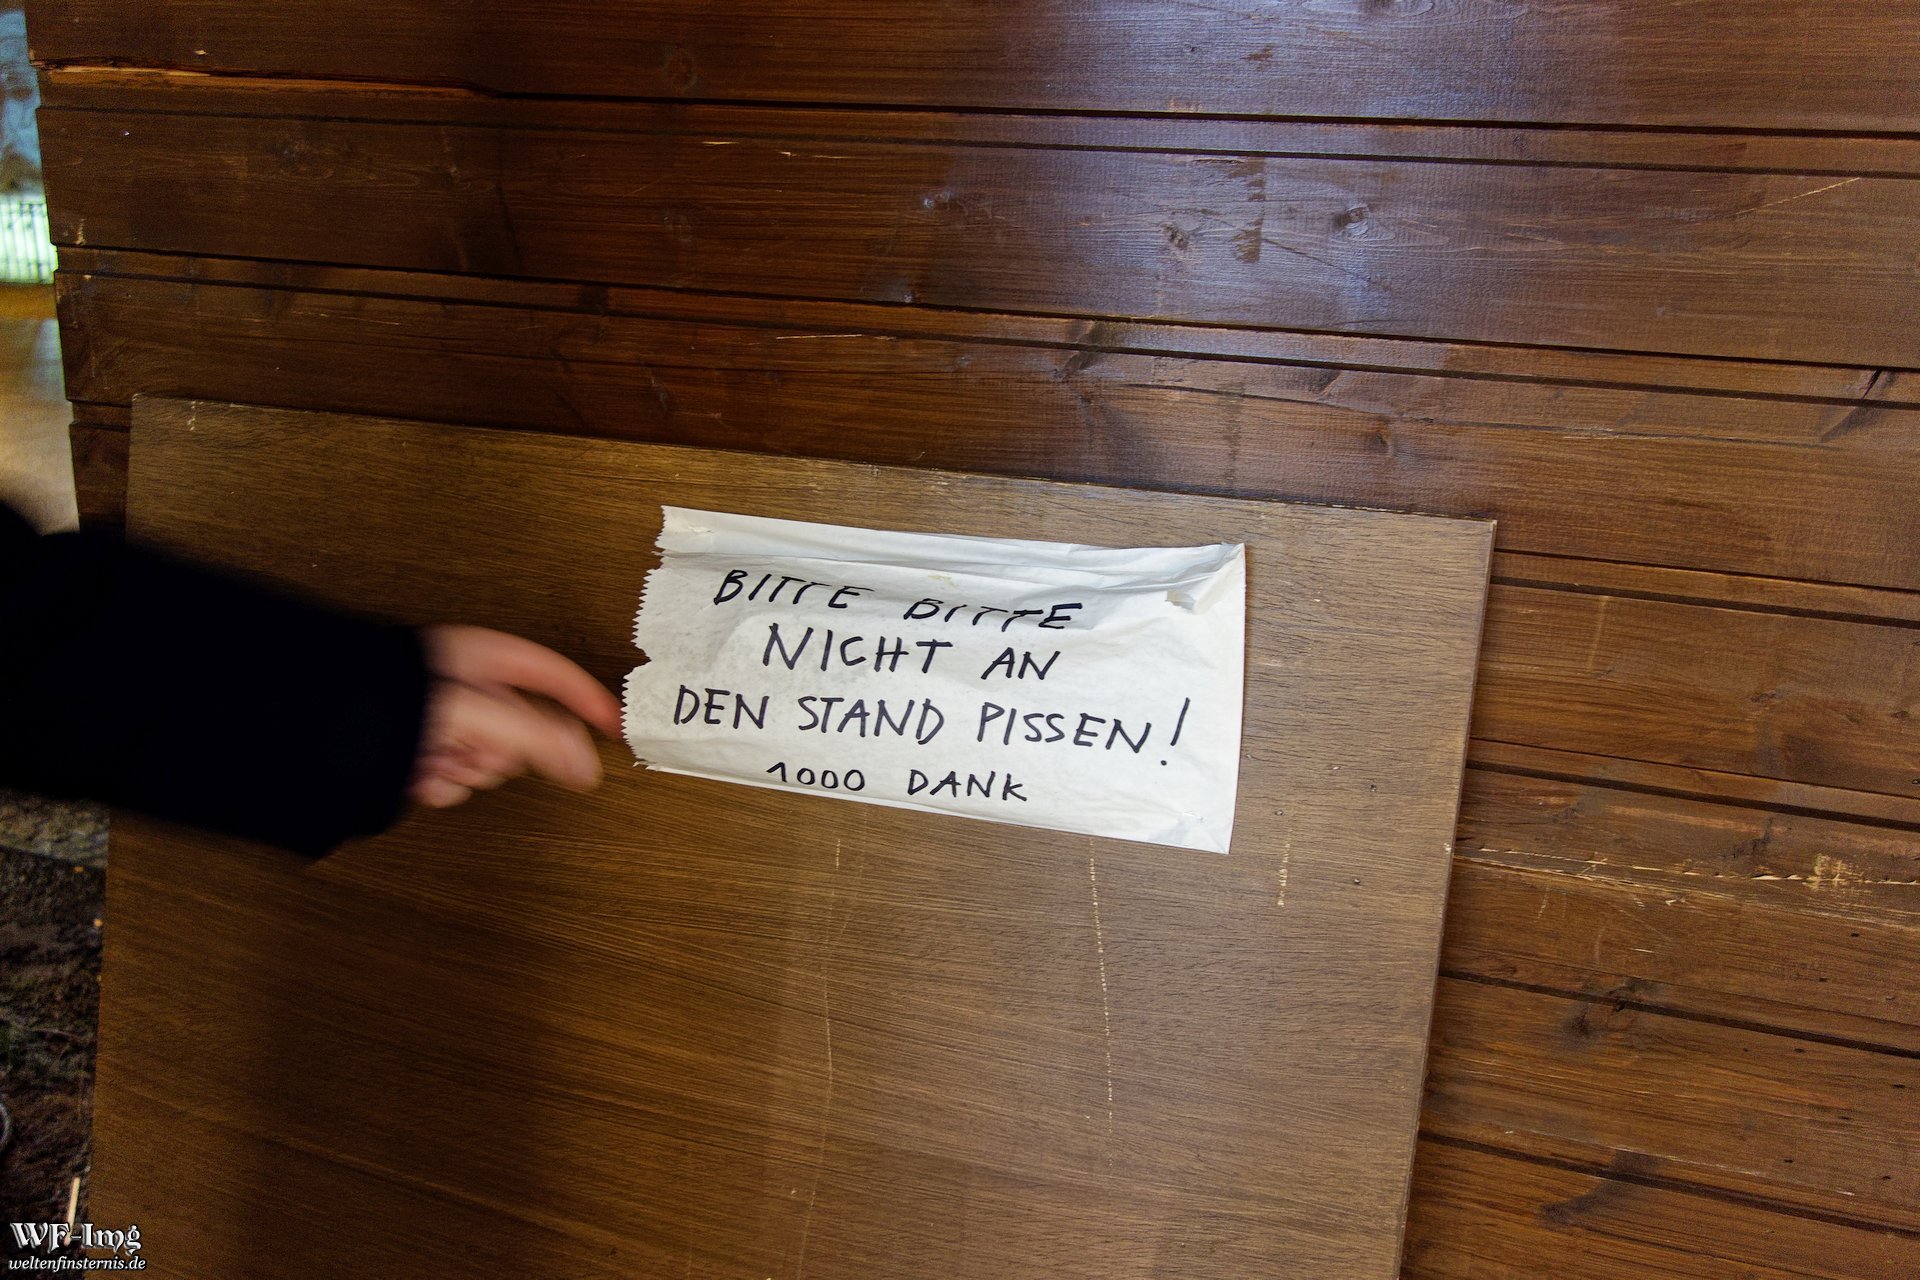 BITTE BITTE
NICHT AN
DEN STAND PISSEN!
1000 DANK
WF-Img
weltenfinsternis.de